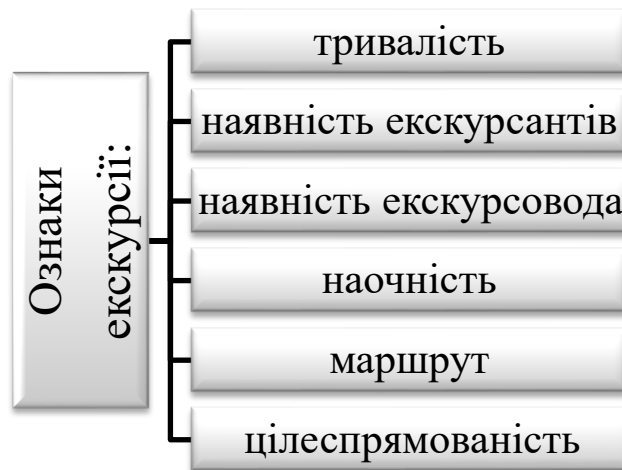 Ознаки
екскурсії:
тривалість
наявність екскурсантів
наявність екскурсовода
наочність
маршрут
цілеспрямованість